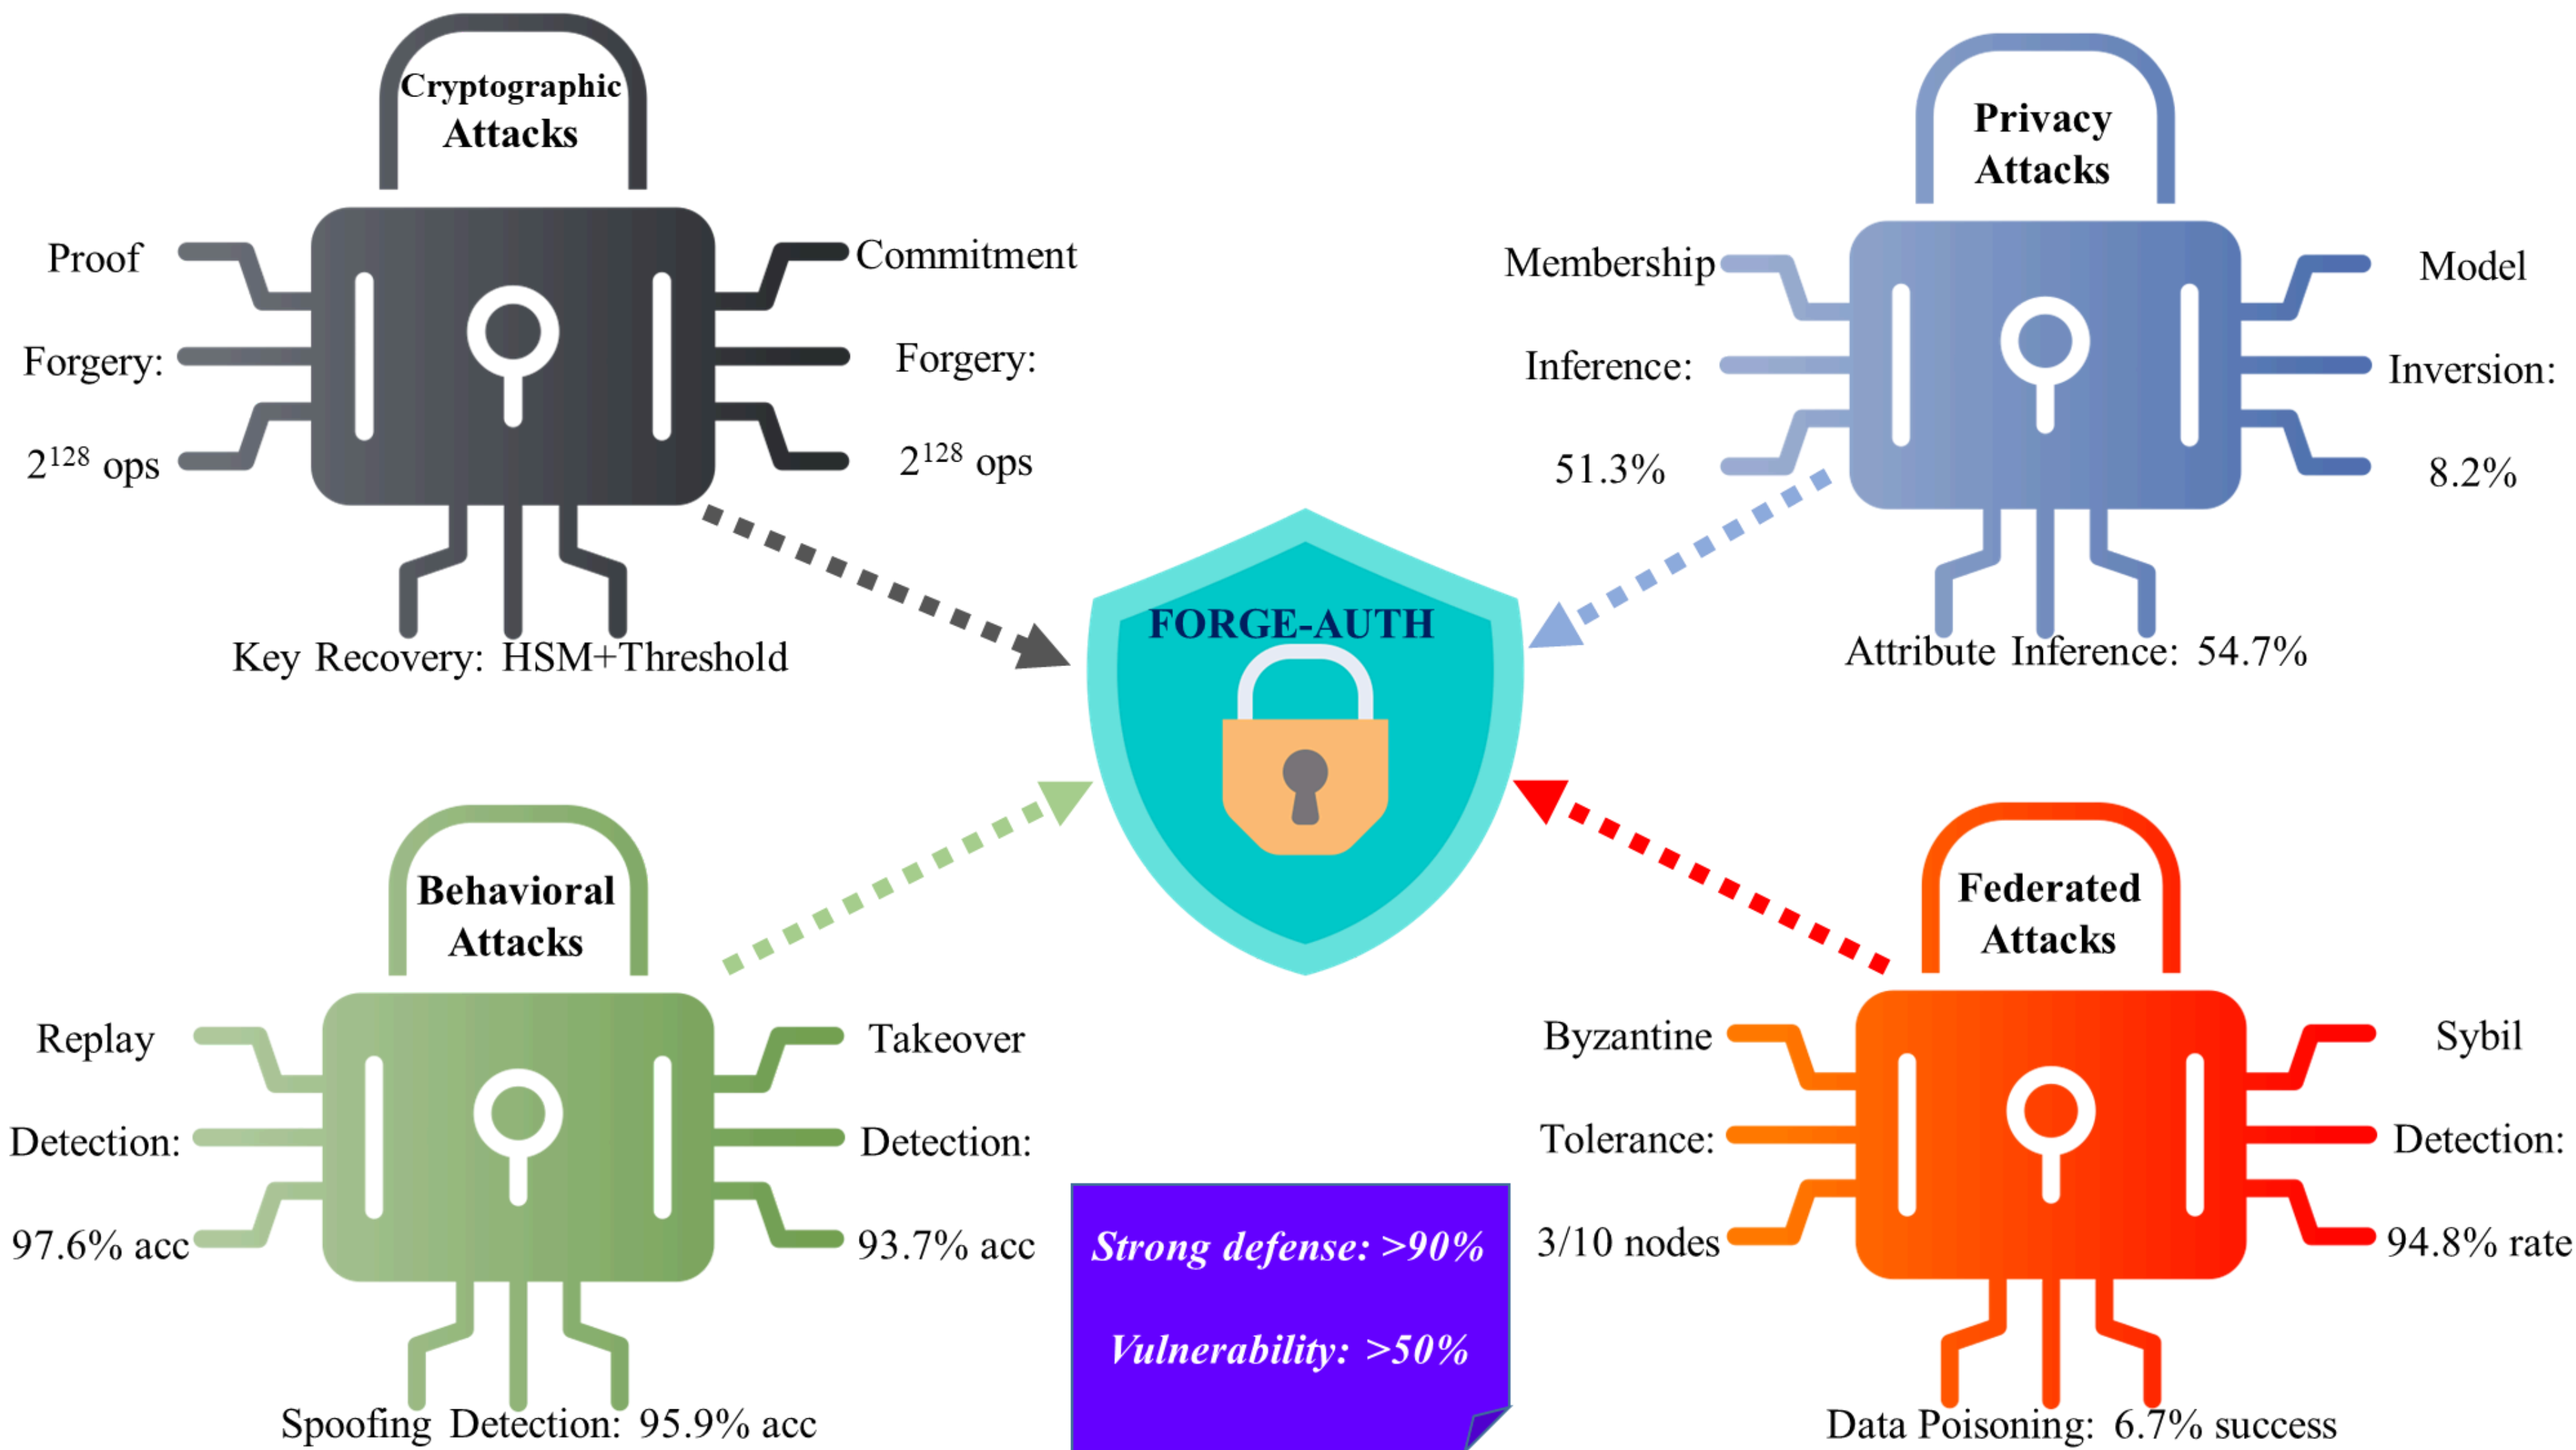 Cryptographic
Attacks
Proof
Forgery:
2¹²⁸ ops
Commitment
Forgery:
2¹²⁸ ops
Key Recovery: HSM+Threshold
Privacy
Attacks
Membership
Inference:
51.3%
Model
Inversion:
8.2%
Attribute Inference: 54.7%
FORGE-AUTH
Behavioral
Attacks
Replay
Detection:
97.6% acc
Takeover
Detection:
93.7% acc
Spoofing Detection: 95.9% acc
Strong defense: >90%
Vulnerability: >50%
Federated
Attacks
Byzantine
Tolerance:
3/10 nodes
Sybil
Detection:
94.8% rate
Data Poisoning: 6.7% success